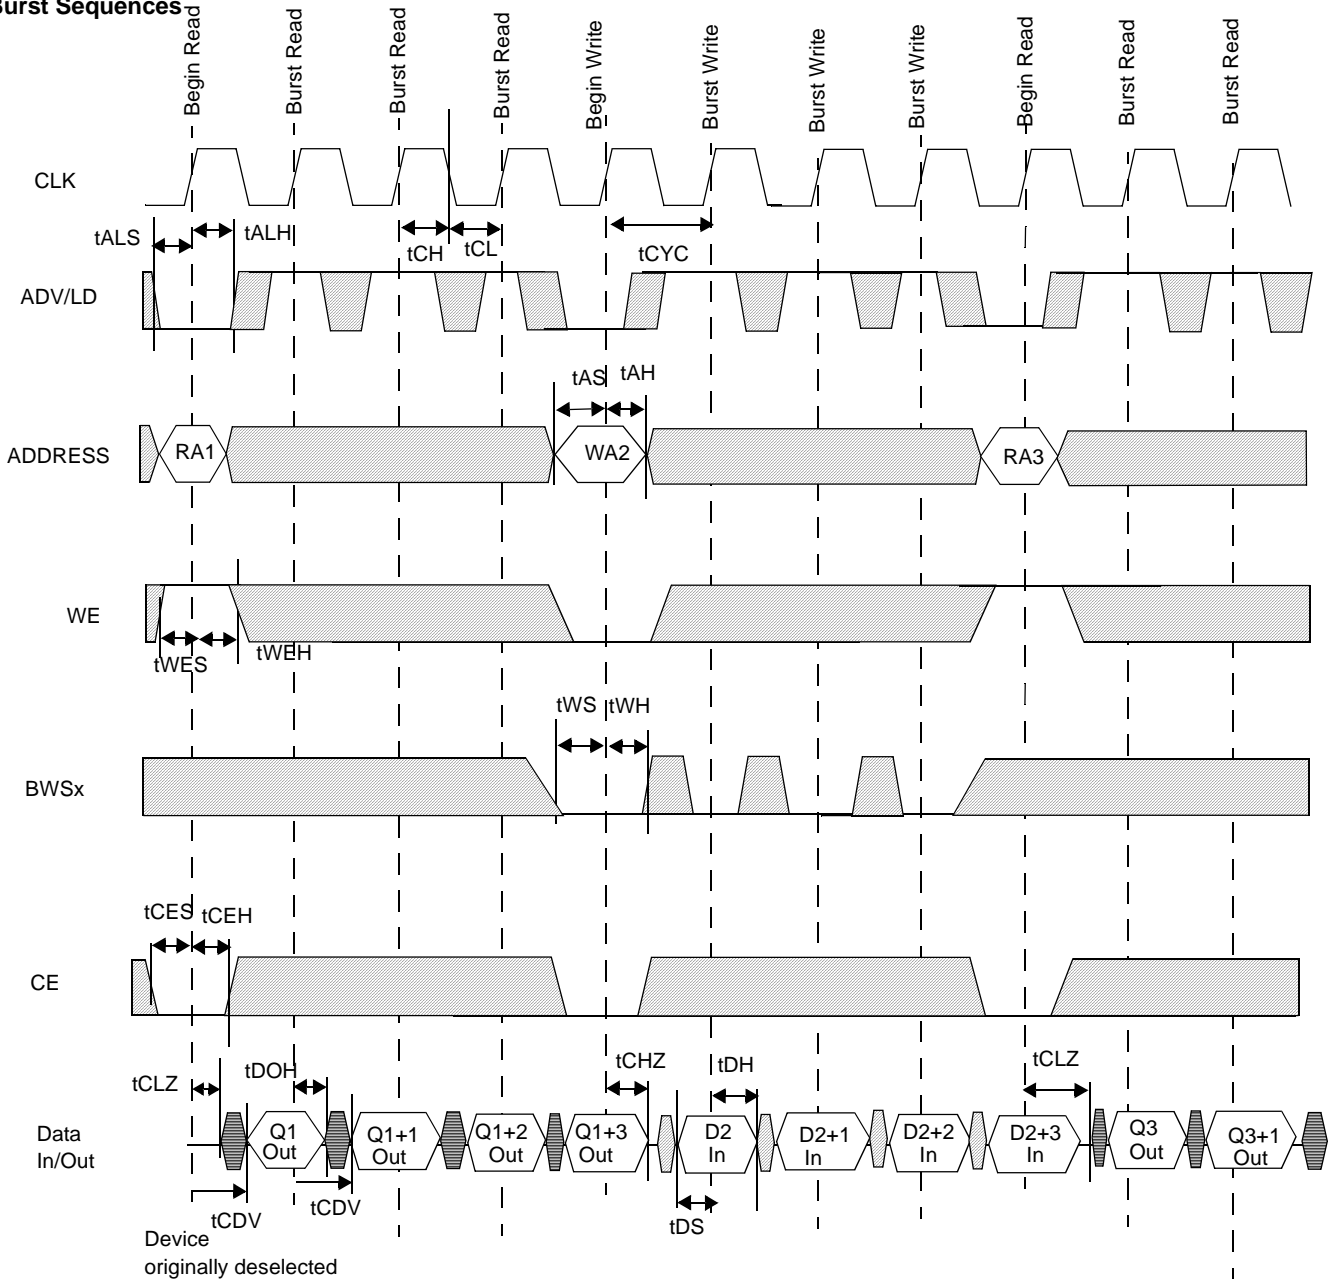 Burst Sequences
Begin Read
Burst Read
Burst Read
Burst Read
Begin Write
Burst Write
Burst Write
Burst Write
Begin Read
Burst Read
Burst Read
CLK
tALS
tALH
tCH
tCL
tCYC
ADV/LD
tAS
tAH
ADDRESS
RA1
WA2
RA3
WE
tWES
tWEH
tWS
tWH
BWSx
tCES
tCEH
CE
tCLZ
tDOH
tCHZ
tDH
tCLZ
Data
In/Out
Q1
Out
Q1+1
Out
Q1+2
Out
Q1+3
Out
D2
In
D2+1
In
D2+2
In
D2+3
In
Q3
Out
Q3+1
Out
tCDV
tCDV
tDS
Device
originally deselected